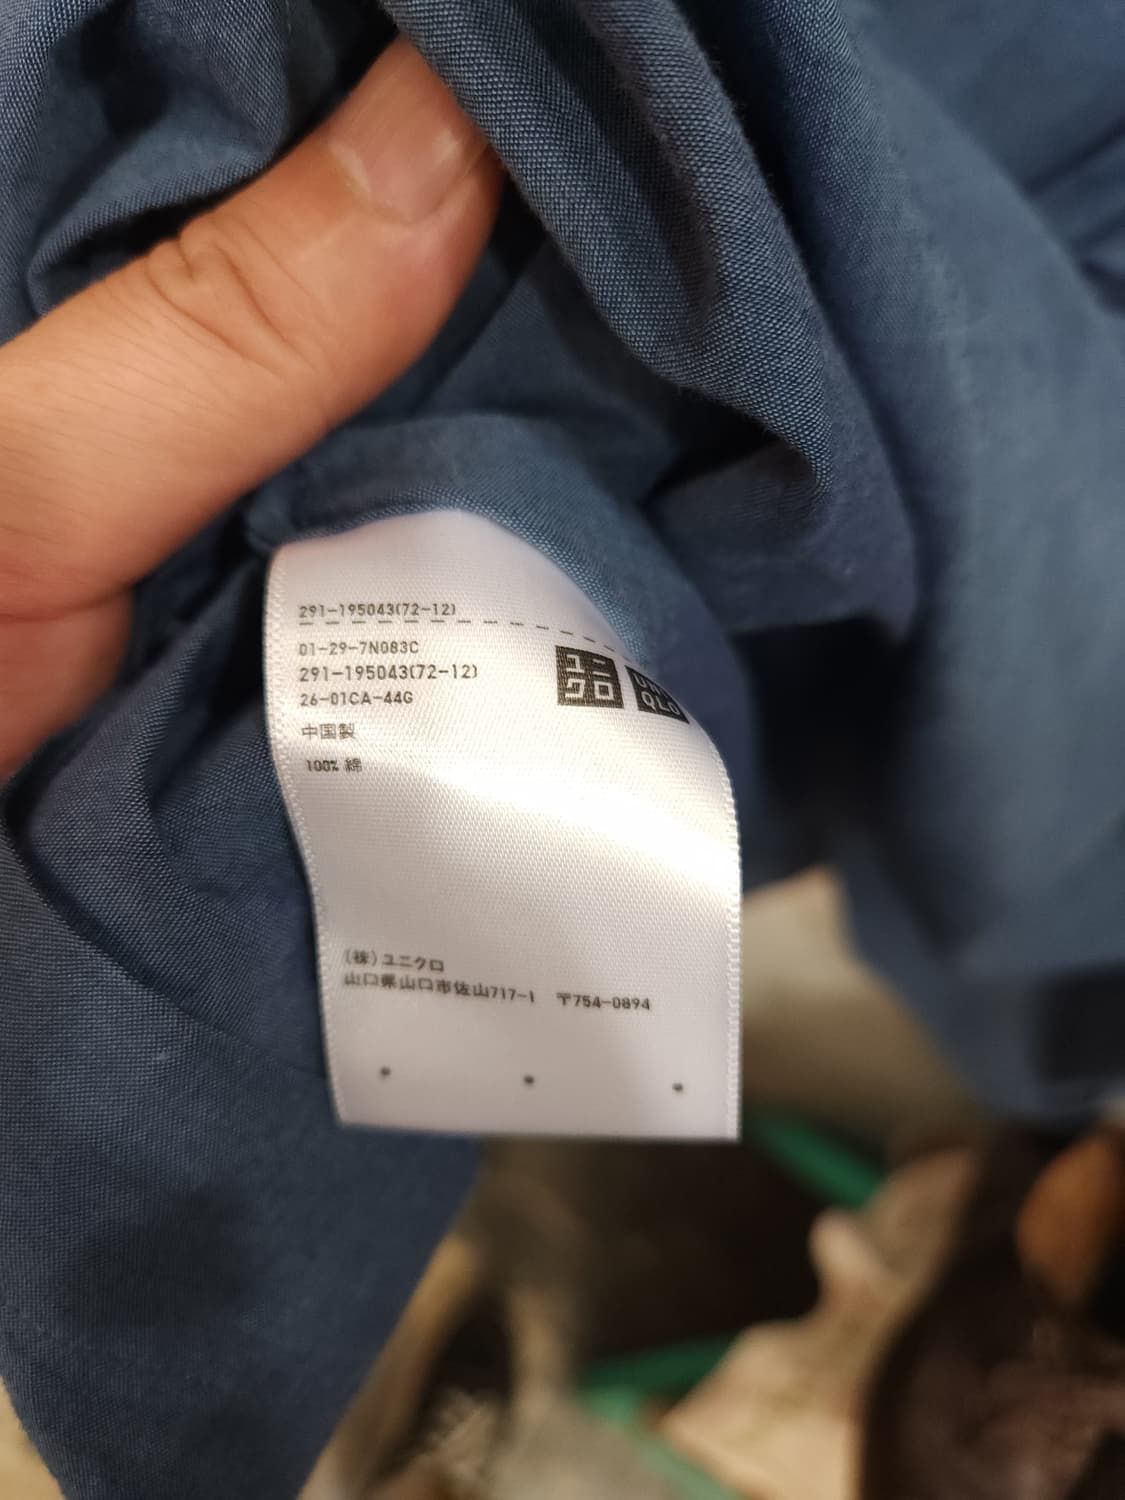 291-195043(72-12)
01-29-7N083C
291-195043(72-12)
26-01CA-44G
中国製
100% 綿
ユニクロ
UNI
QLO
(株)ユニクロ
山口県山口市佐山717-1 〒754-0894